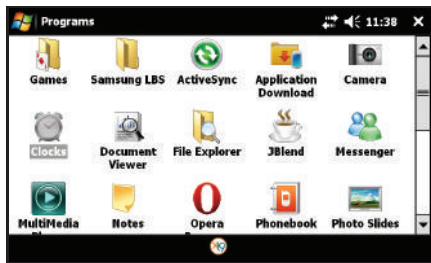 Programs 11:38
Games Samsung LBS ActiveSync Application Download Camera
Clocks Document Viewer File Explorer JBlend Messenger
MultiMedia Notes Opera Phonebook Photo Slides